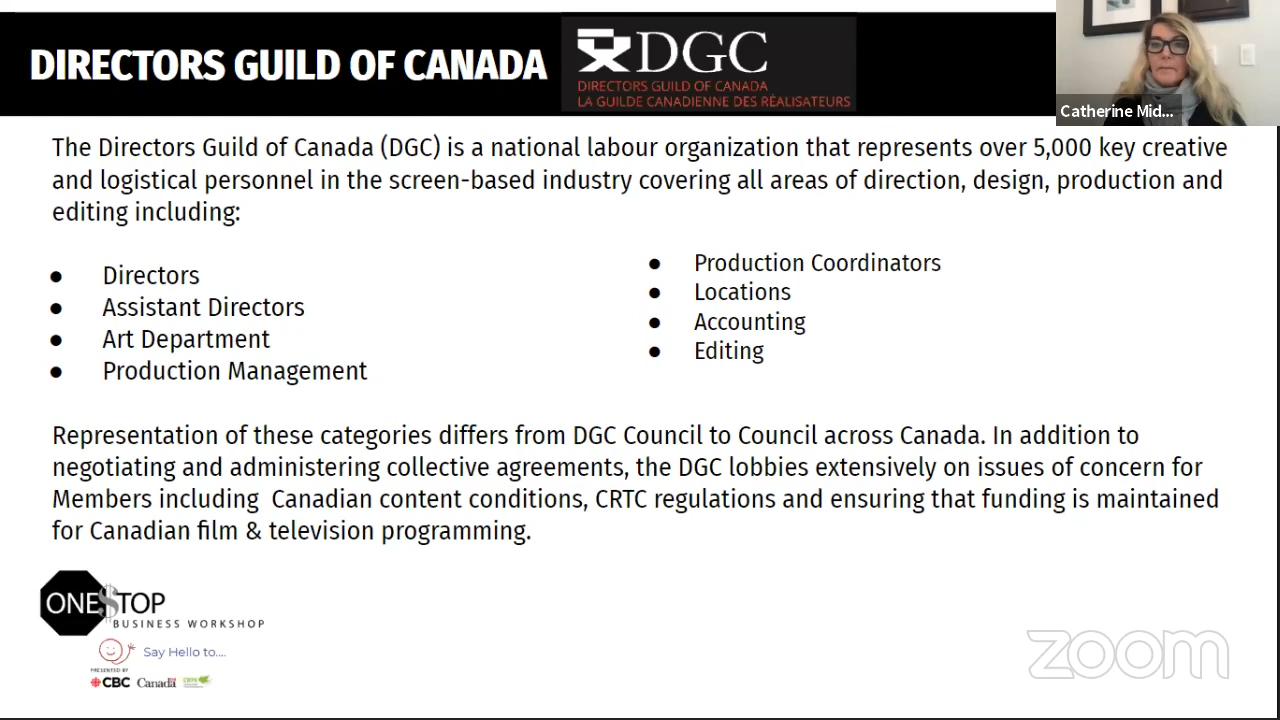 DIRECTORS GUILD OF CANADA
DGC
DIRECTORS GUILD OF CANADA
LA GUILDE CANADIENNE DES RÉALISATEURS
Catherine Mid...
The Directors Guild of Canada (DGC) is a national labour organization that represents over 5,000 key creative
and logistical personnel in the screen-based industry covering all areas of direction, design, production and
editing including:
● Directors
● Assistant Directors
● Art Department
● Production Management
● Production Coordinators
● Locations
● Accounting
● Editing
Representation of these categories differs from DGC Council to Council across Canada. In addition to
negotiating and administering collective agreements, the DGC lobbies extensively on issues of concern for
Members including Canadian content conditions, CRTC regulations and ensuring that funding is maintained
for Canadian film & television programming.
ONE$TOP
BUSINESS WORKSHOP
Say Hello to....
PRESENTED BY
CBC Canada
zoom